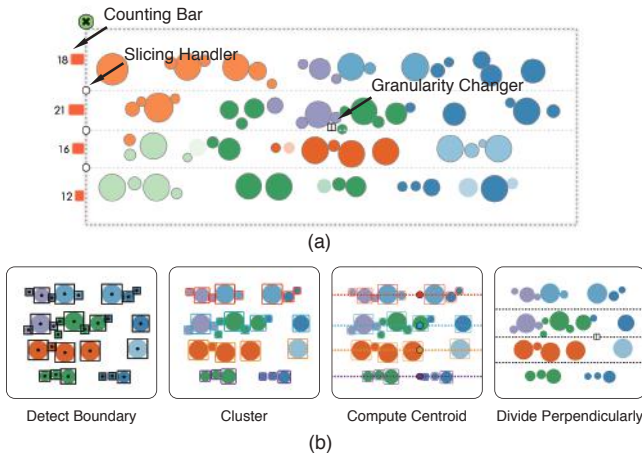 Counting Bar
18
Slicing Handler
Granularity Changer
21
16
12
(a)
Detect Boundary
Cluster
Compute Centroid
Divide Perpendicularly
(b)